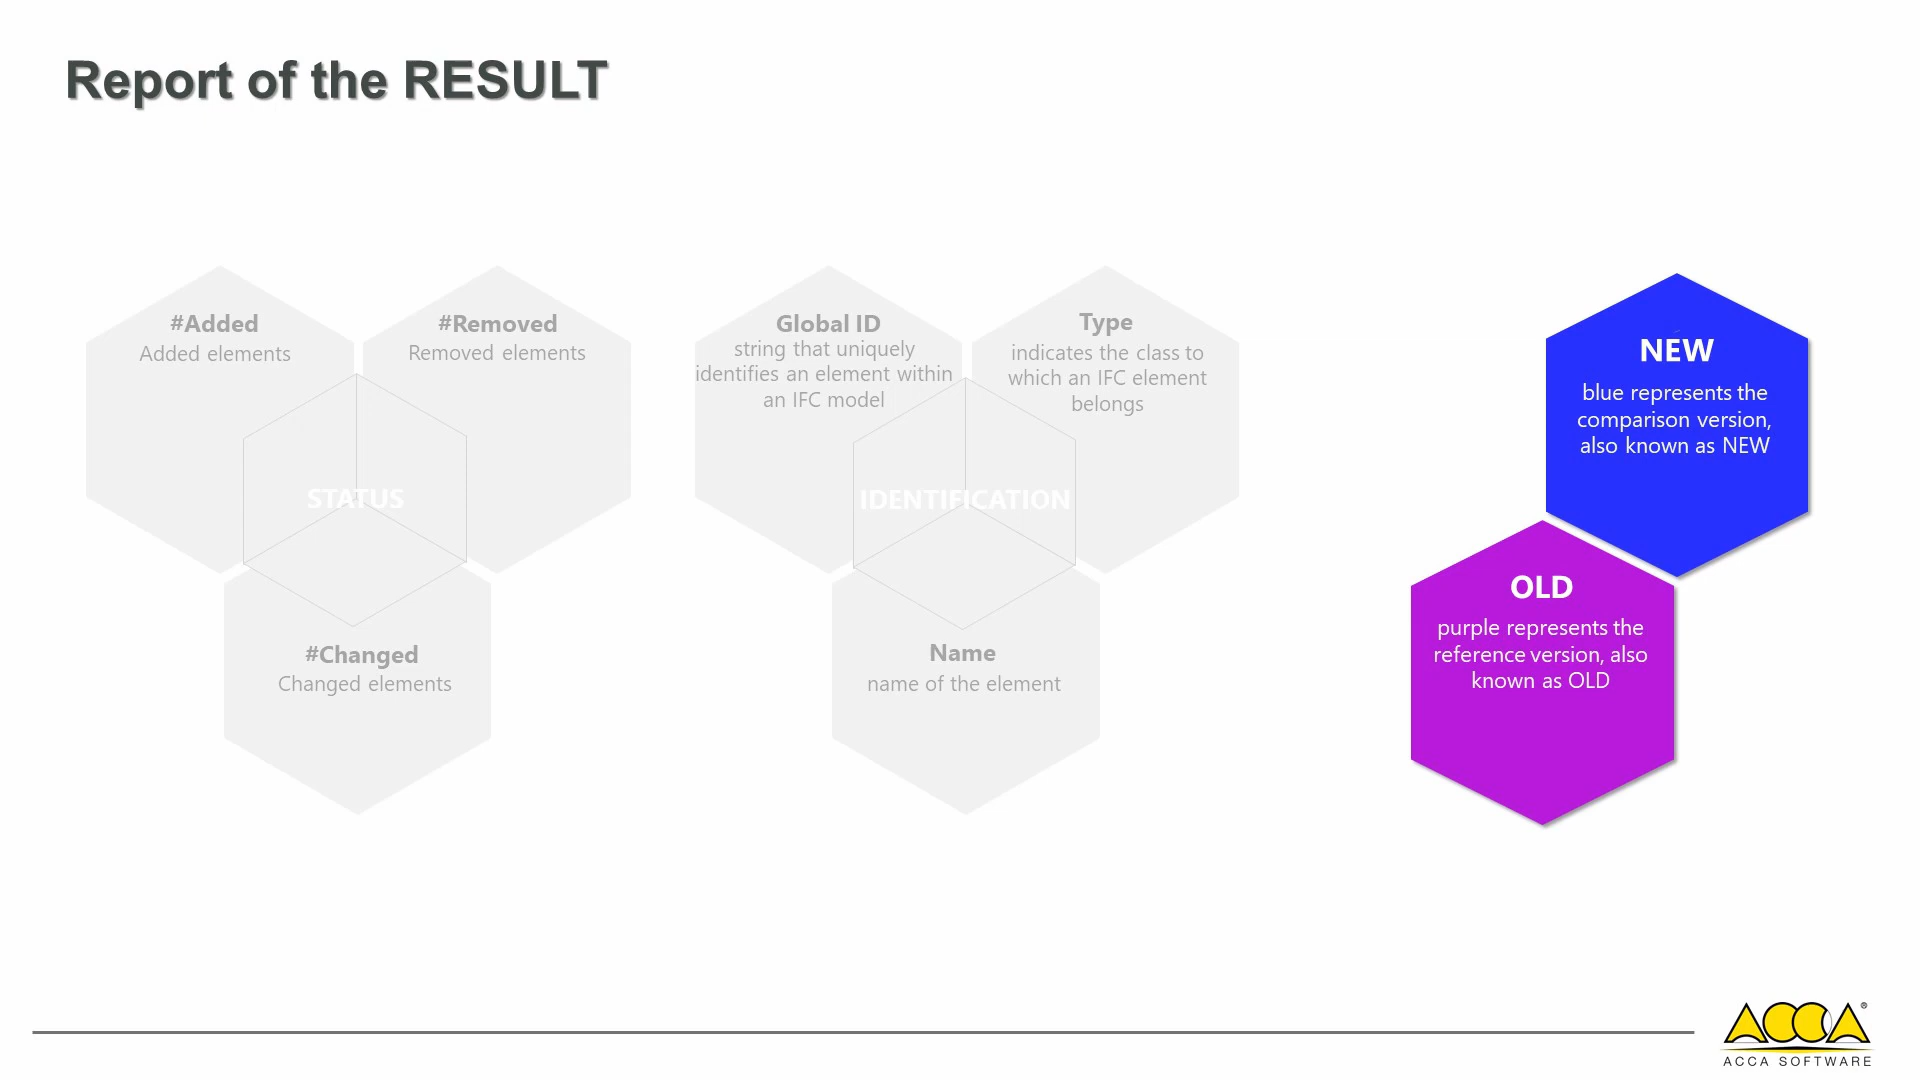 Report of the RESULT
#Added
Added elements
#Removed
Removed elements
STATUS
#Changed
Changed elements
Global ID
string that uniquely
identifies an element within
an IFC model
Type
indicates the class to
which an IFC element
belongs
IDENTIFICATION
Name
name of the element
NEW
blue represents the
comparison version,
also known as NEW
OLD
purple represents the
reference version, also
known as OLD
ACCA®
ACCA SOFTWARE